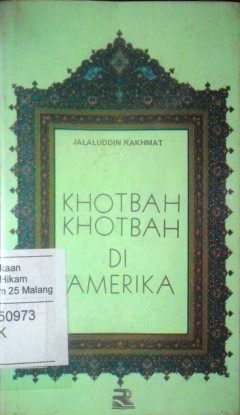 JALALUDDIN RAKHMAT
KHOTBAH
KHOTBAH
DI
AMERIKA
kaan
Hikam
n 25 Malang
50973
K